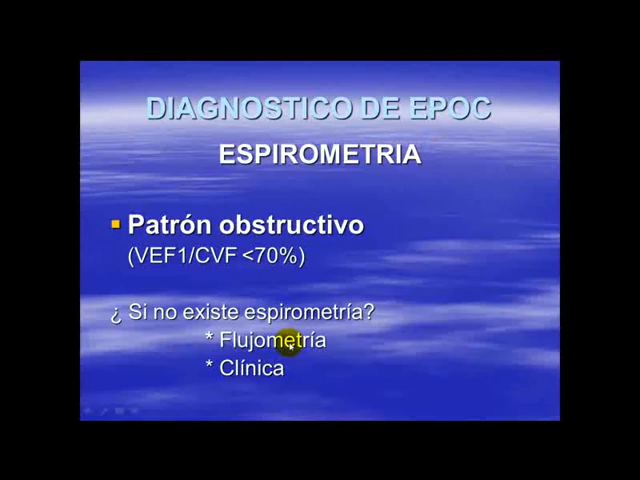 DIAGNOSTICO DE EPOC
ESPIROMETRIA
Patrón obstructivo
(VEF1/CVF <70%)
¿ Si no existe espirometría?
* Flujometría
* Clínica